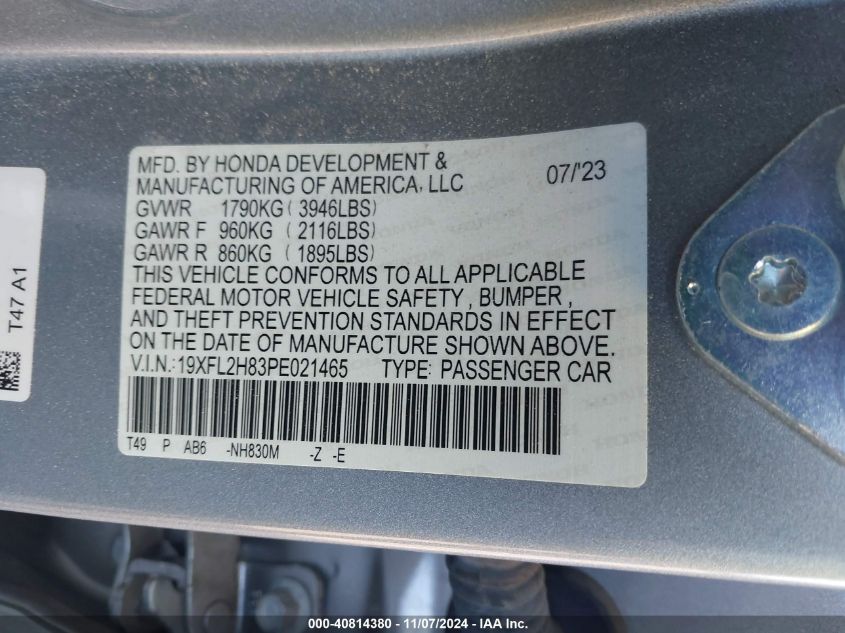 MFD. BY HONDA DEVELOPMENT &
MANUFACTURING OF AMERICA, LLC 07/'23
GVWR 1790KG ( 3946LBS)
GAWR F 960KG ( 2116LBS)
GAWR R 860KG ( 1895LBS)
THIS VEHICLE CONFORMS TO ALL APPLICABLE
FEDERAL MOTOR VEHICLE SAFETY , BUMPER ,
AND THEFT PREVENTION STANDARDS IN EFFECT
ON THE DATE OF MANUFACTURE SHOWN ABOVE.
V.I.N.: 19XFL2H83PE021465 TYPE: PASSENGER CAR
T49 P AB6 -NH830M -Z -E
T47 A1
000-40814380 - 11/07/2024 - IAA Inc.